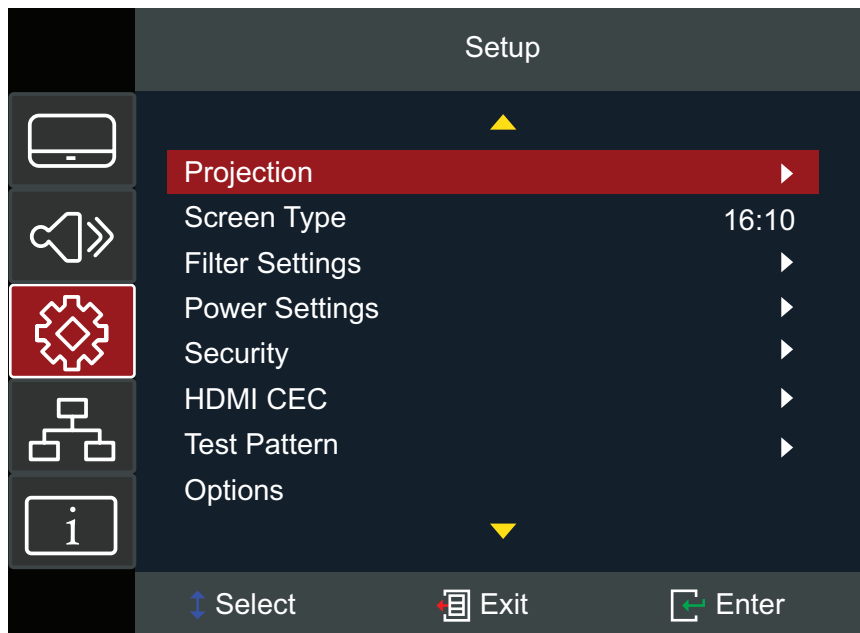 Setup
Projection
Screen Type 16:10
Filter Settings
Power Settings
Security
HDMI CEC
Test Pattern
Options
i
Select Exit Enter